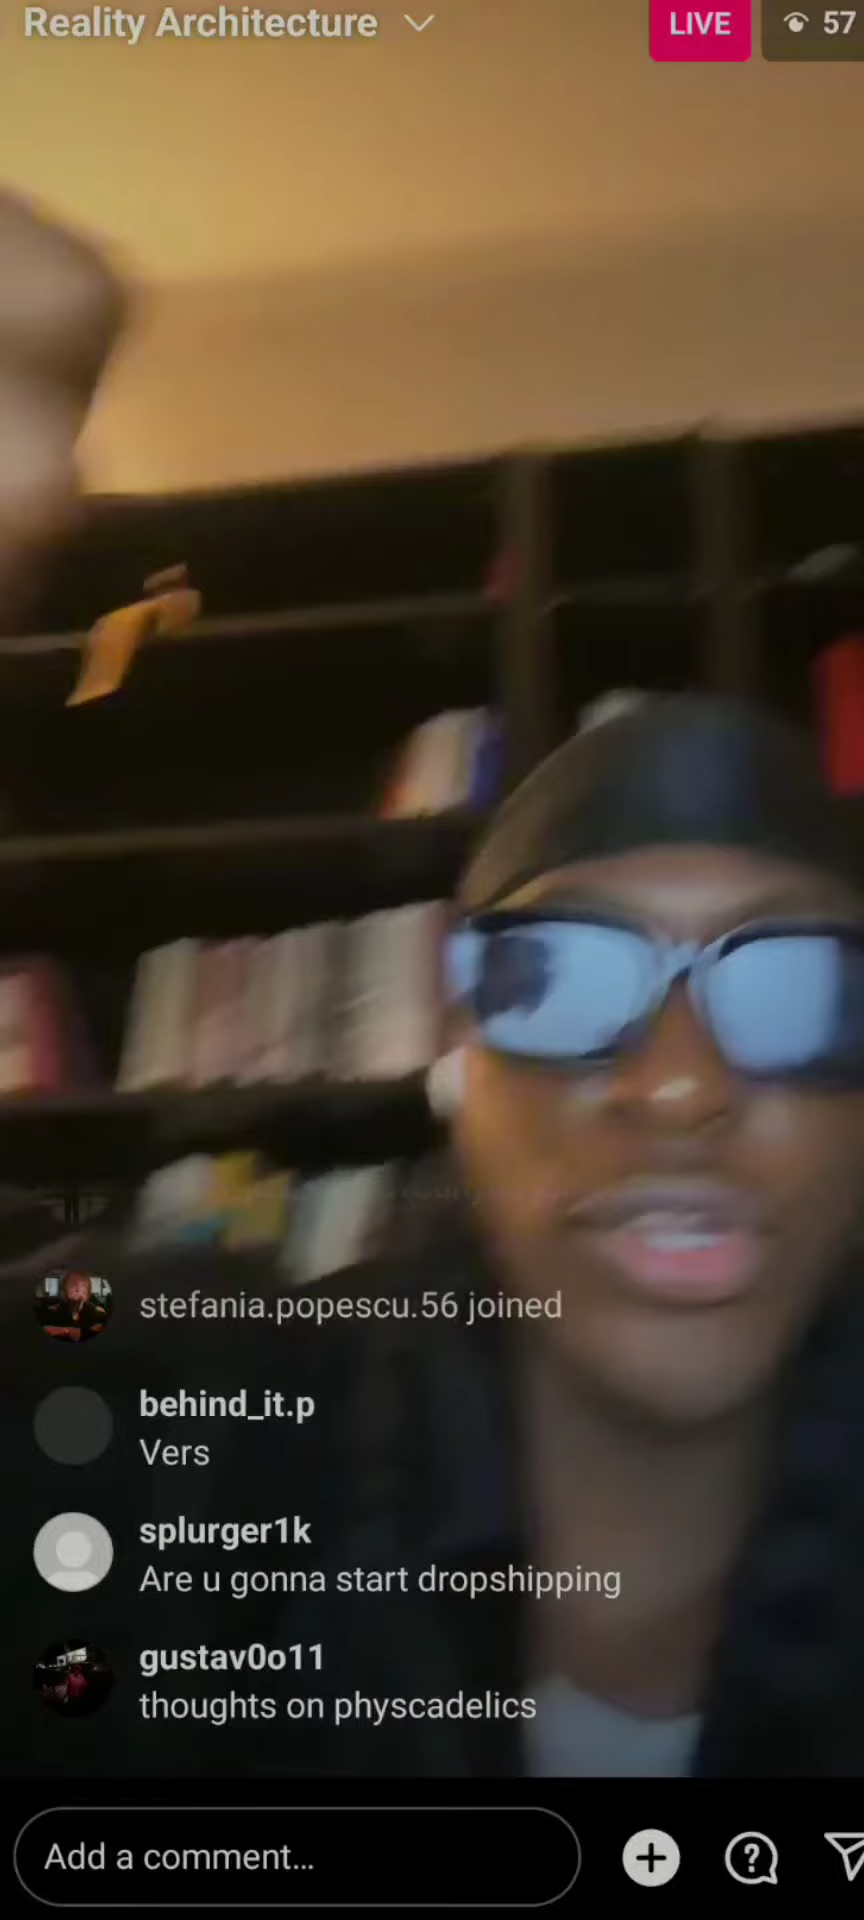 Reality Architecture
LIVE
57
stefania.popescu.56 joined
behind_it.p
Vers
splurger1k
Are u gonna start dropshipping
gustav0o11
thoughts on physcadelics
Add a comment...